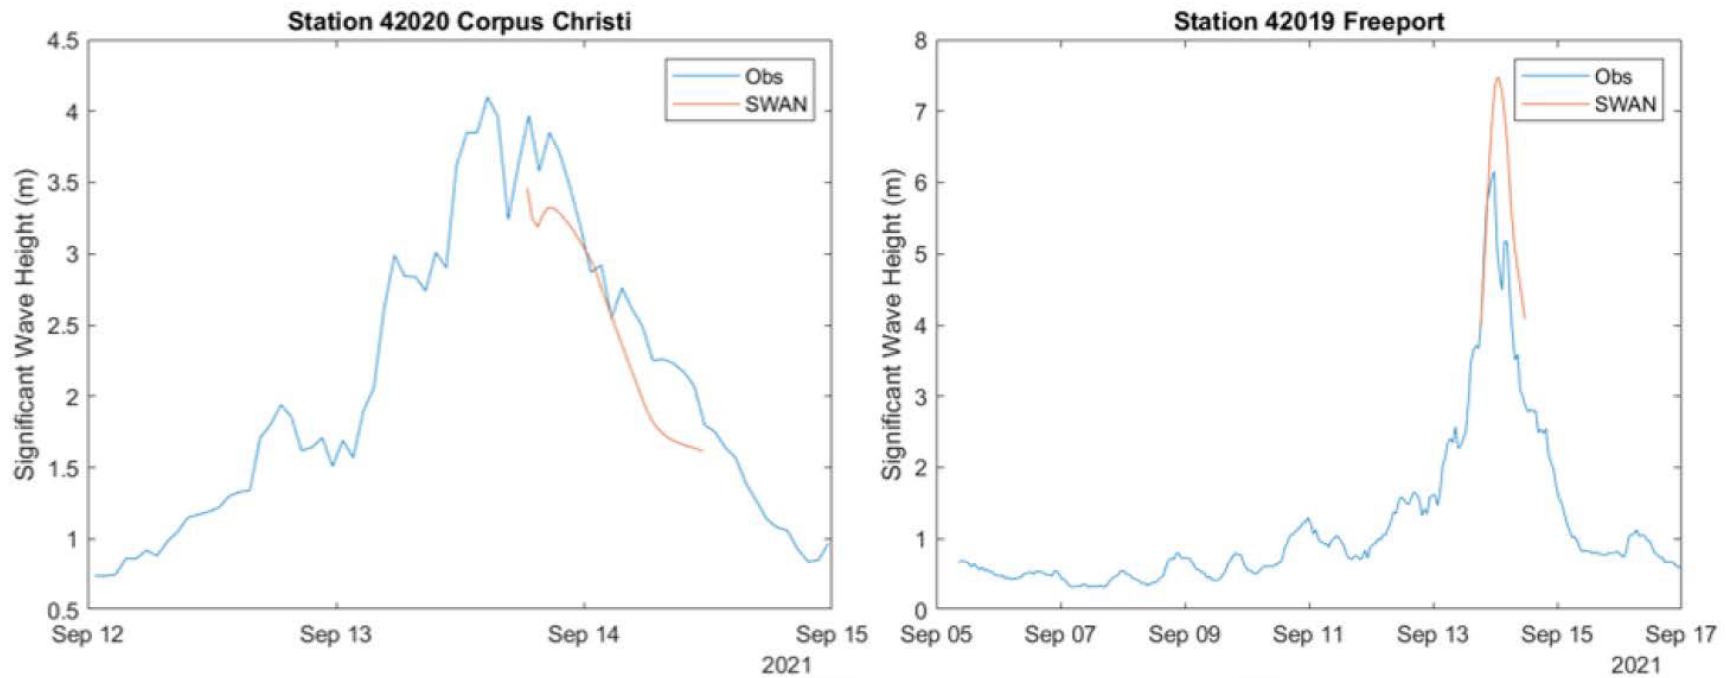 Station 42020 Corpus Christi
Significant Wave Height (m)
4.5
4
3.5
3
2.5
2
1.5
1
0.5
Obs
SWAN
Sep 12 Sep 13 Sep 14 Sep 15
2021
Station 42019 Freeport
Significant Wave Height (m)
8
7
6
5
4
3
2
1
0
Obs
SWAN
Sep 05 Sep 07 Sep 09 Sep 11 Sep 13 Sep 15 Sep 17
2021